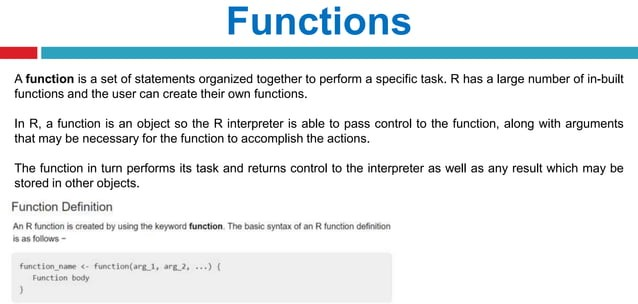 Functions
A function is a set of statements organized together to perform a specific task. R has a large number of in-built
functions and the user can create their own functions.
In R, a function is an object so the R interpreter is able to pass control to the function, along with arguments
that may be necessary for the function to accomplish the actions.
The function in turn performs its task and returns control to the interpreter as well as any result which may be
stored in other objects.
Function Definition
An R function is created by using the keyword function. The basic syntax of an R function definition
is as follows −
function_name <- function(arg_1, arg_2, ...) {
   Function body
}